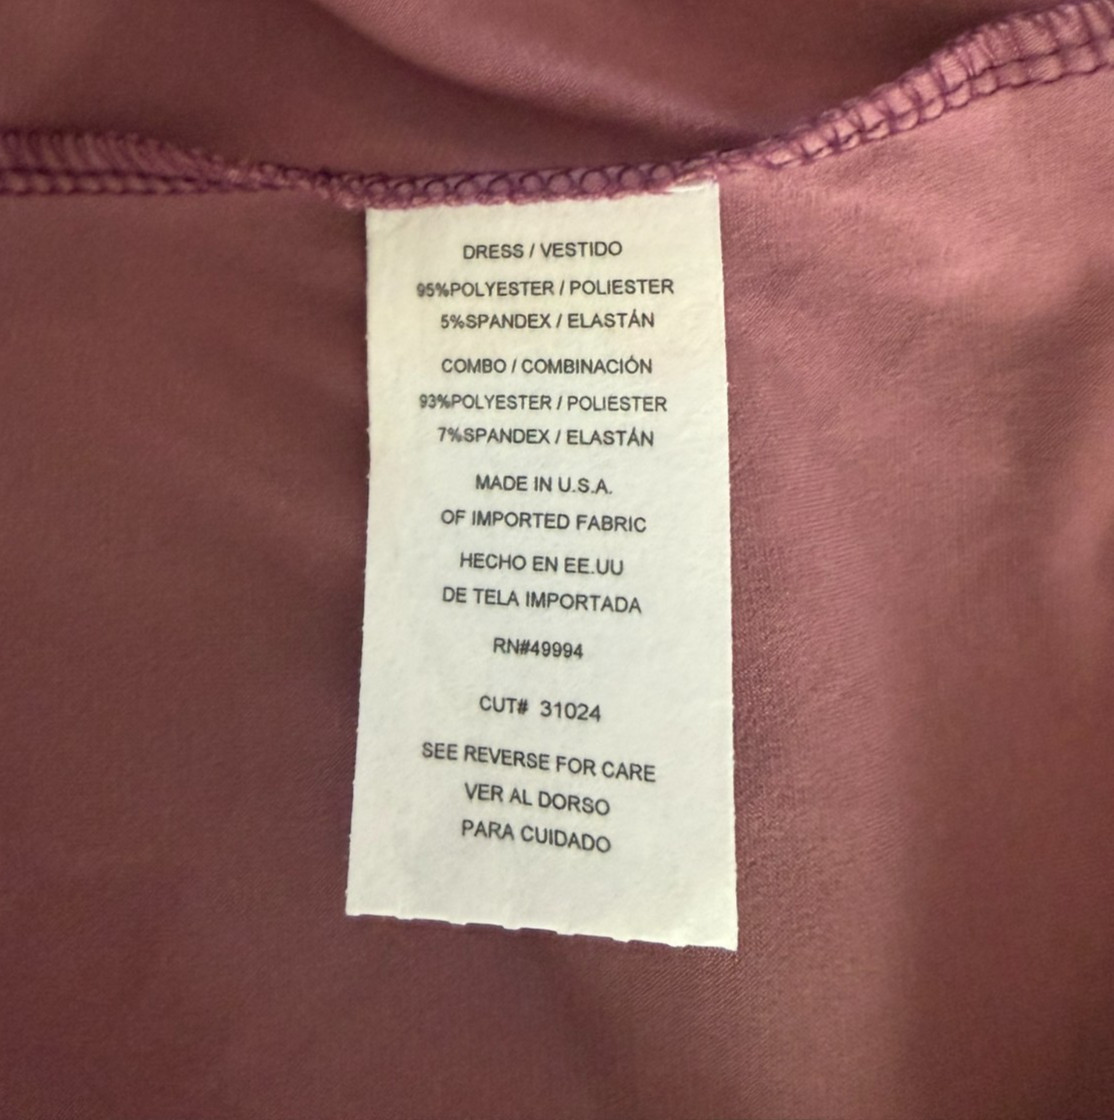 DRESS / VESTIDO
95%POLYESTER / POLIESTER
5%SPANDEX / ELASTÁN
COMBO / COMBINACIÓN
93%POLYESTER / POLIESTER
7%SPANDEX / ELASTÁN
MADE IN U.S.A.
OF IMPORTED FABRIC
HECHO EN EE.UU
DE TELA IMPORTADA
RN#49994
CUT# 31024
SEE REVERSE FOR CARE
VER AL DORSO
PARA CUIDADO